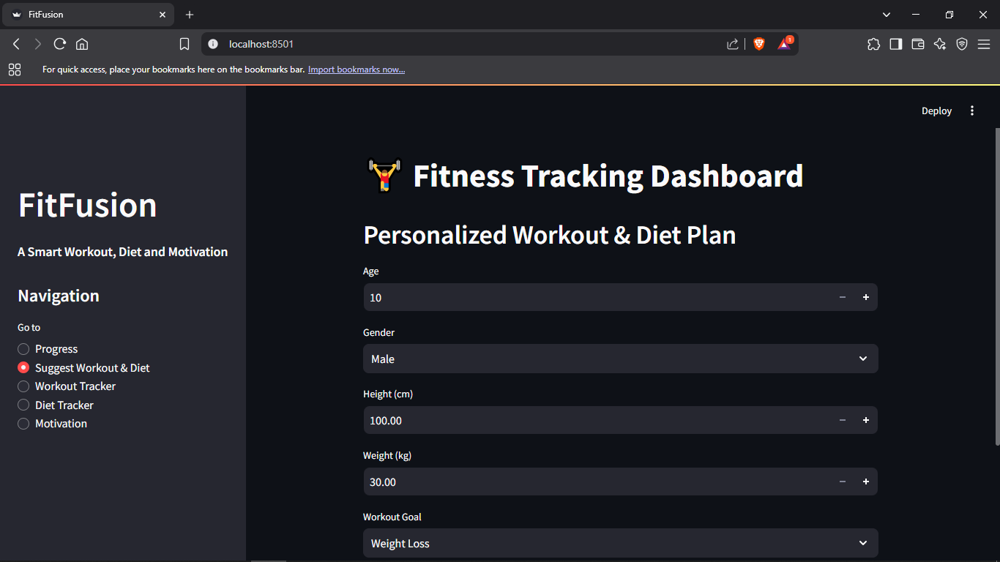 FitFusion
localhost:8501
1
For quick access, place your bookmarks here on the bookmarks bar. Import bookmarks now...
Deploy
FitFusion
A Smart Workout, Diet and Motivation
Navigation
Go to
Progress
Suggest Workout & Diet
Workout Tracker
Diet Tracker
Motivation
Fitness Tracking Dashboard
Personalized Workout & Diet Plan
Age
10
Gender
Male
Height (cm)
100.00
Weight (kg)
30.00
Workout Goal
Weight Loss